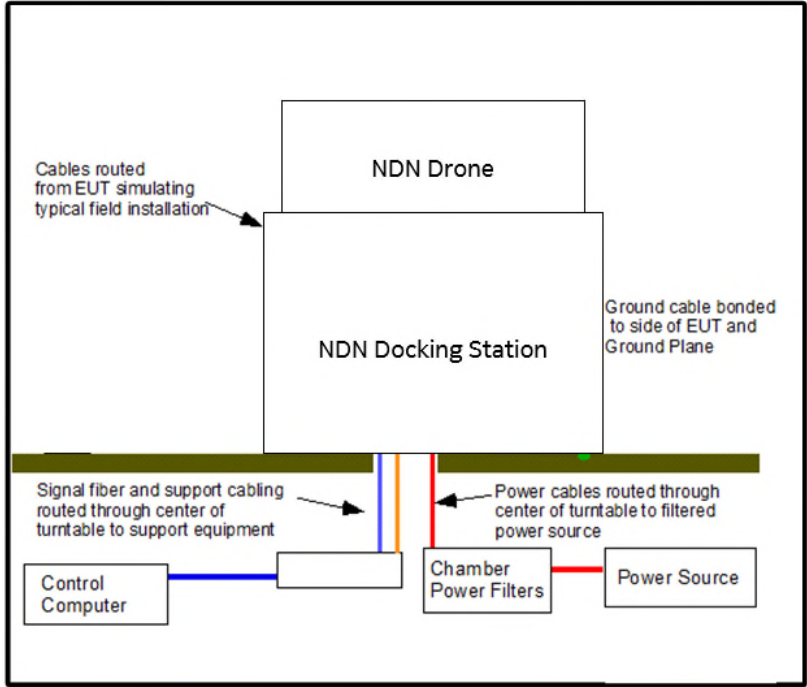 NDN Drone
Cables routed
from EUT simulating
typical field installation
Ground cable bonded
to side of EUT and
Ground Plane
NDN Docking Station
Signal fiber and support cabling
routed through center of
turntable to support equipment
Power cables routed through
center of turntable to filtered
power source
Control
Computer
Chamber
Power Filters
Power Source